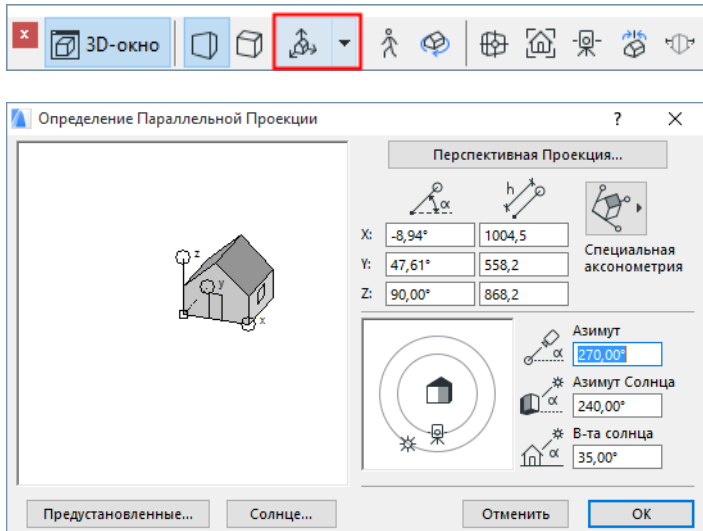 x
3D-окно
Определение Параллельной Проекции
?
Перспективная Проекция...
α
h
X:
-8,94°
1004,5
Y:
47,61°
558,2
Z:
90,00°
868,2
Специальная
аксонометрия
z
y
x
Азимут
α
270,00°
Азимут Солнца
α
240,00°
В-та солнца
α
35,00°
Предустановленные...
Солнце...
Отменить
ОК